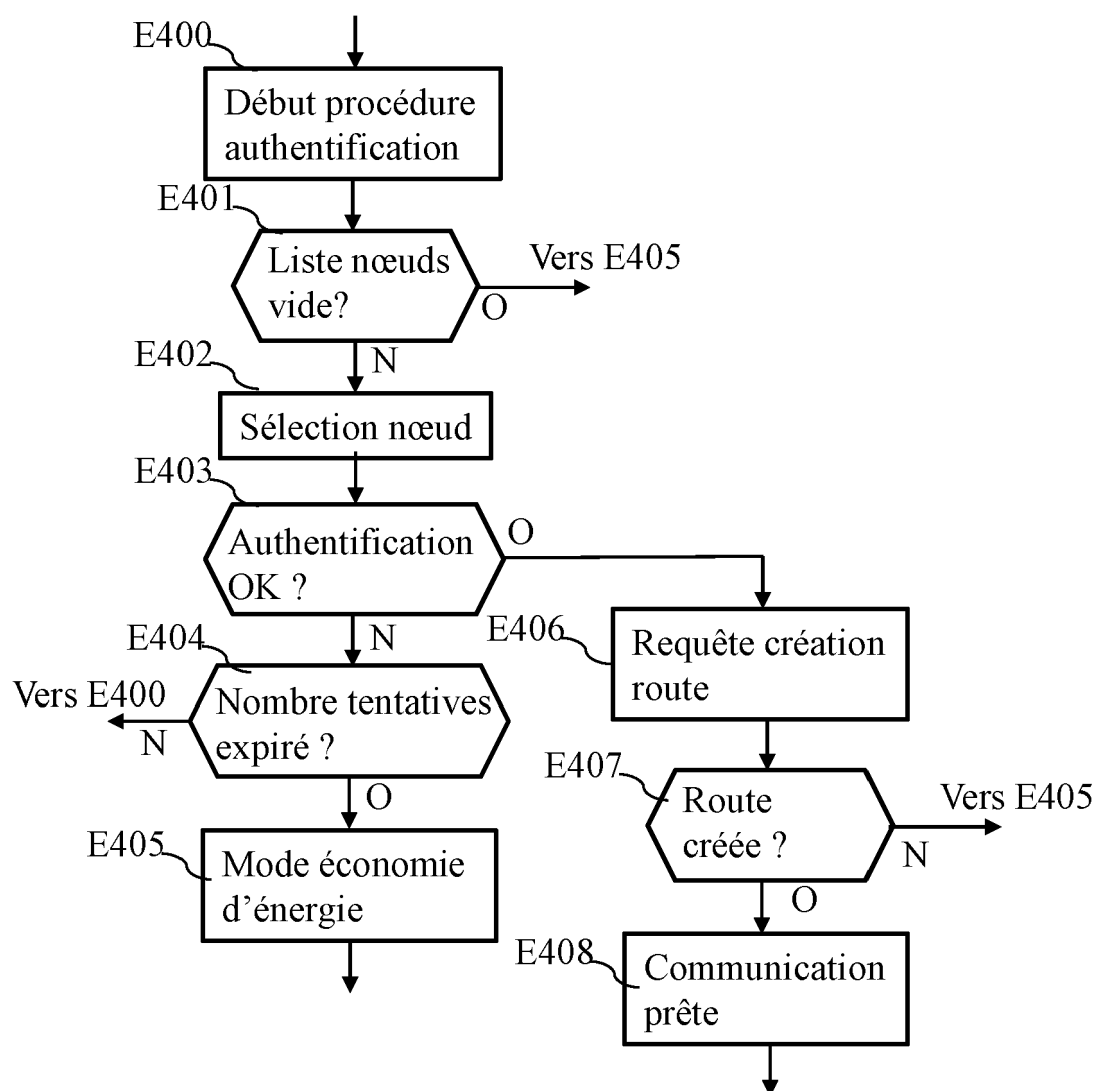 E400
Début procédure
authentification
E401
Liste nœuds
vide?
Vers E405
O
N
E402
Sélection nœud
E403
Authentification
OK ?
O
N
E404
Vers E400
N
Nombre tentatives
expiré ?
O
E405
Mode économie
d’énergie
E406
Requête création
route
E407
Route
créée ?
Vers E405
N
O
E408
Communication
prête